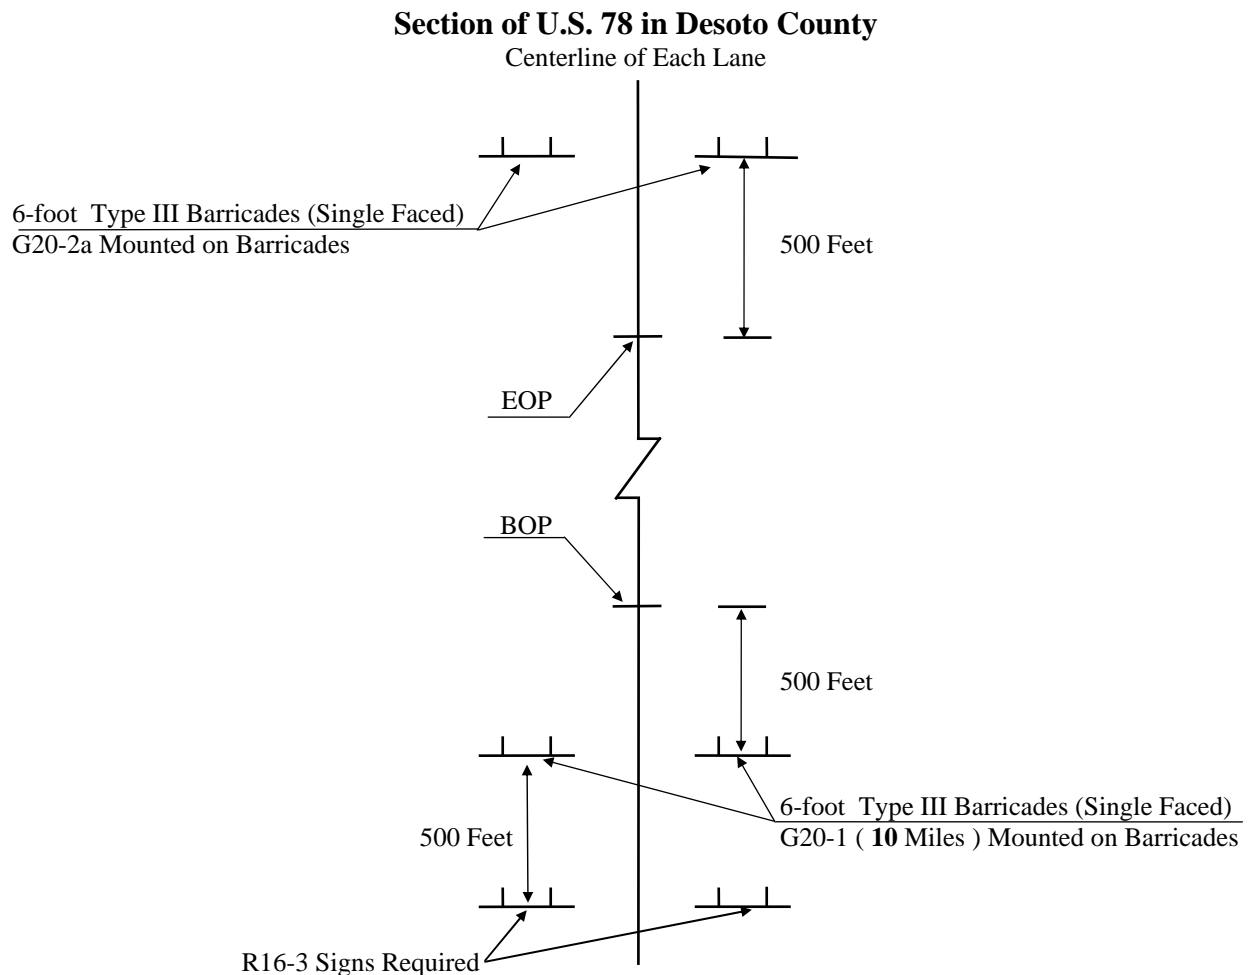 Section of U.S. 78 in Desoto County
Centerline of Each Lane
6-foot  Type III Barricades (Single Faced)
G20-2a Mounted on Barricades
500 Feet
EOP
BOP
500 Feet
6-foot  Type III Barricades (Single Faced)
G20-1 ( 10 Miles ) Mounted on Barricades
500 Feet
R16-3 Signs Required